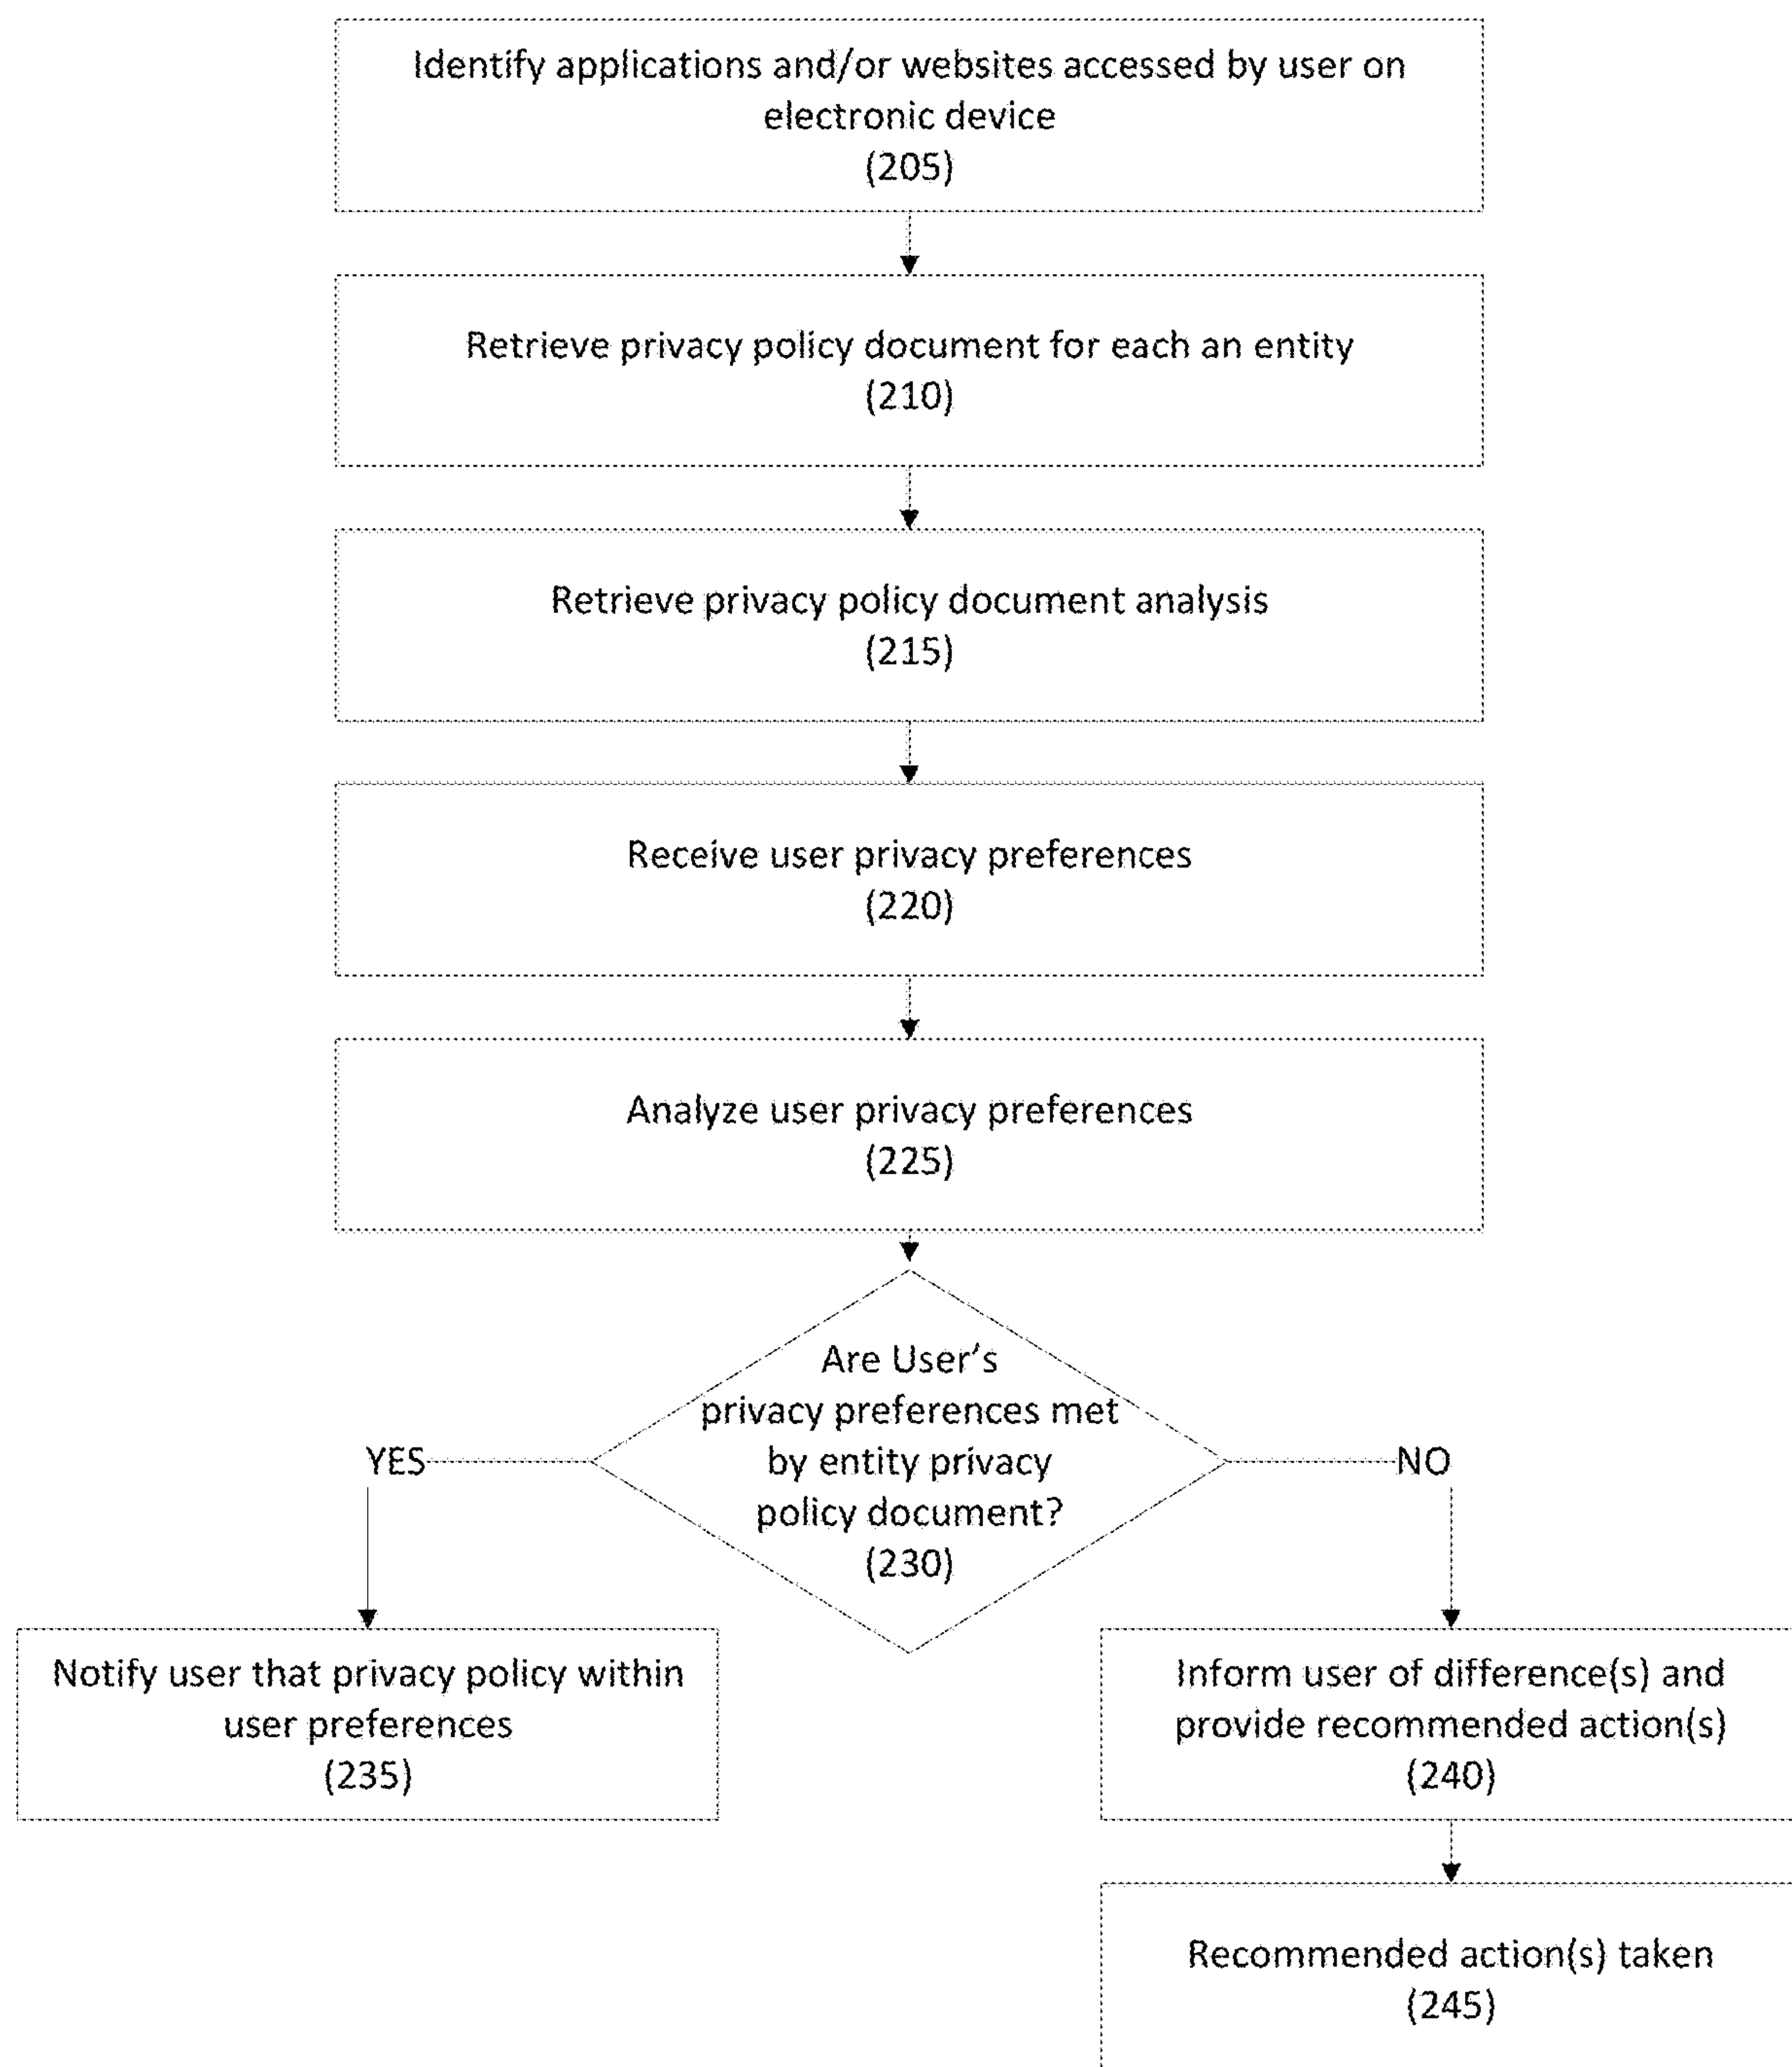 Identify applications and/or websites accessed by user on
electronic device
(205)
Retrieve privacy policy document for each an entity
(210)
Retrieve privacy policy document analysis
(215)
Receive user privacy preferences
(220)
Analyze user privacy preferences
(225)
Are User's
privacy preferences met
by entity privacy
policy document?
(230)
YES
NO
Notify user that privacy policy within
user preferences
(235)
Inform user of difference(s) and
provide recommended action(s)
(240)
Recommended action(s) taken
(245)